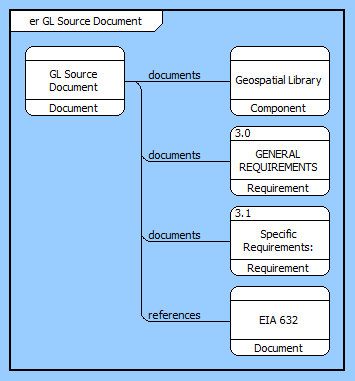 er GL Source Document
GL Source
Document
Document
documents
Geospatial Library
Component
documents
3.0
GENERAL
REQUIREMENTS
Requirement
documents
3.1
Specific
Requirements:
Requirement
references
EIA 632
Document